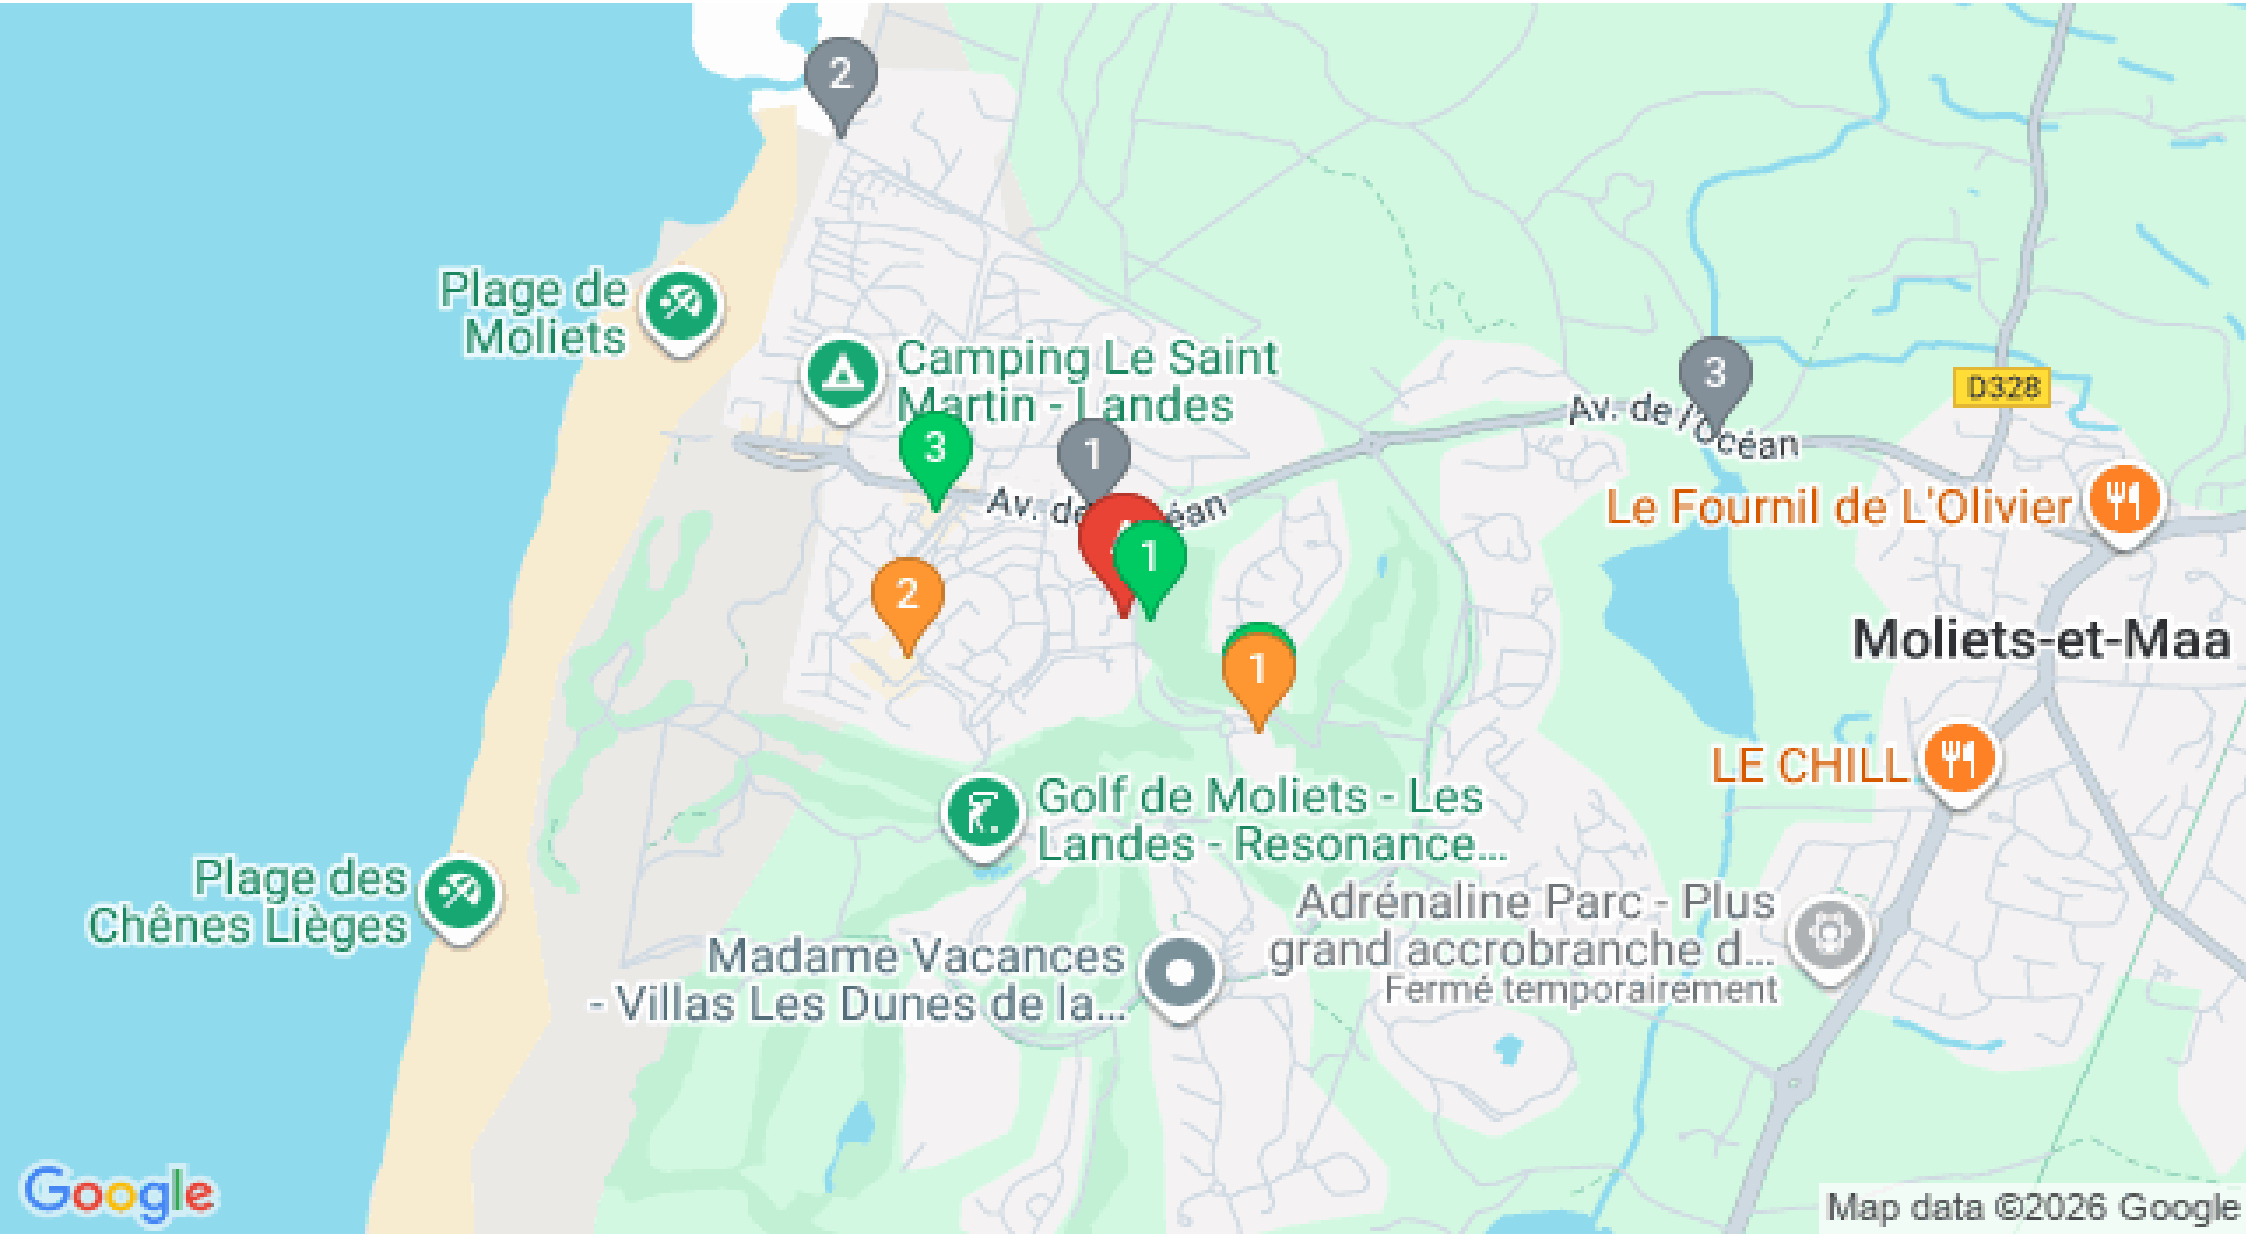 2
Plage de
Moliets
Camping Le Saint
Martin - Landes
3
D328
3
1
Av. de l'Océan
Av. de
éan
Le Fournil de L'Olivier
1
2
Moliets-et-Maa
1
LE CHILL
Golf de Moliets - Les
Landes - Resonance...
Plage des
Chênes Lièges
Adrénaline Parc - Plus
grand accrobranche d...
Fermé temporairement
Madame Vacances
- Villas Les Dunes de la...
Google
Map data ©2026 Google